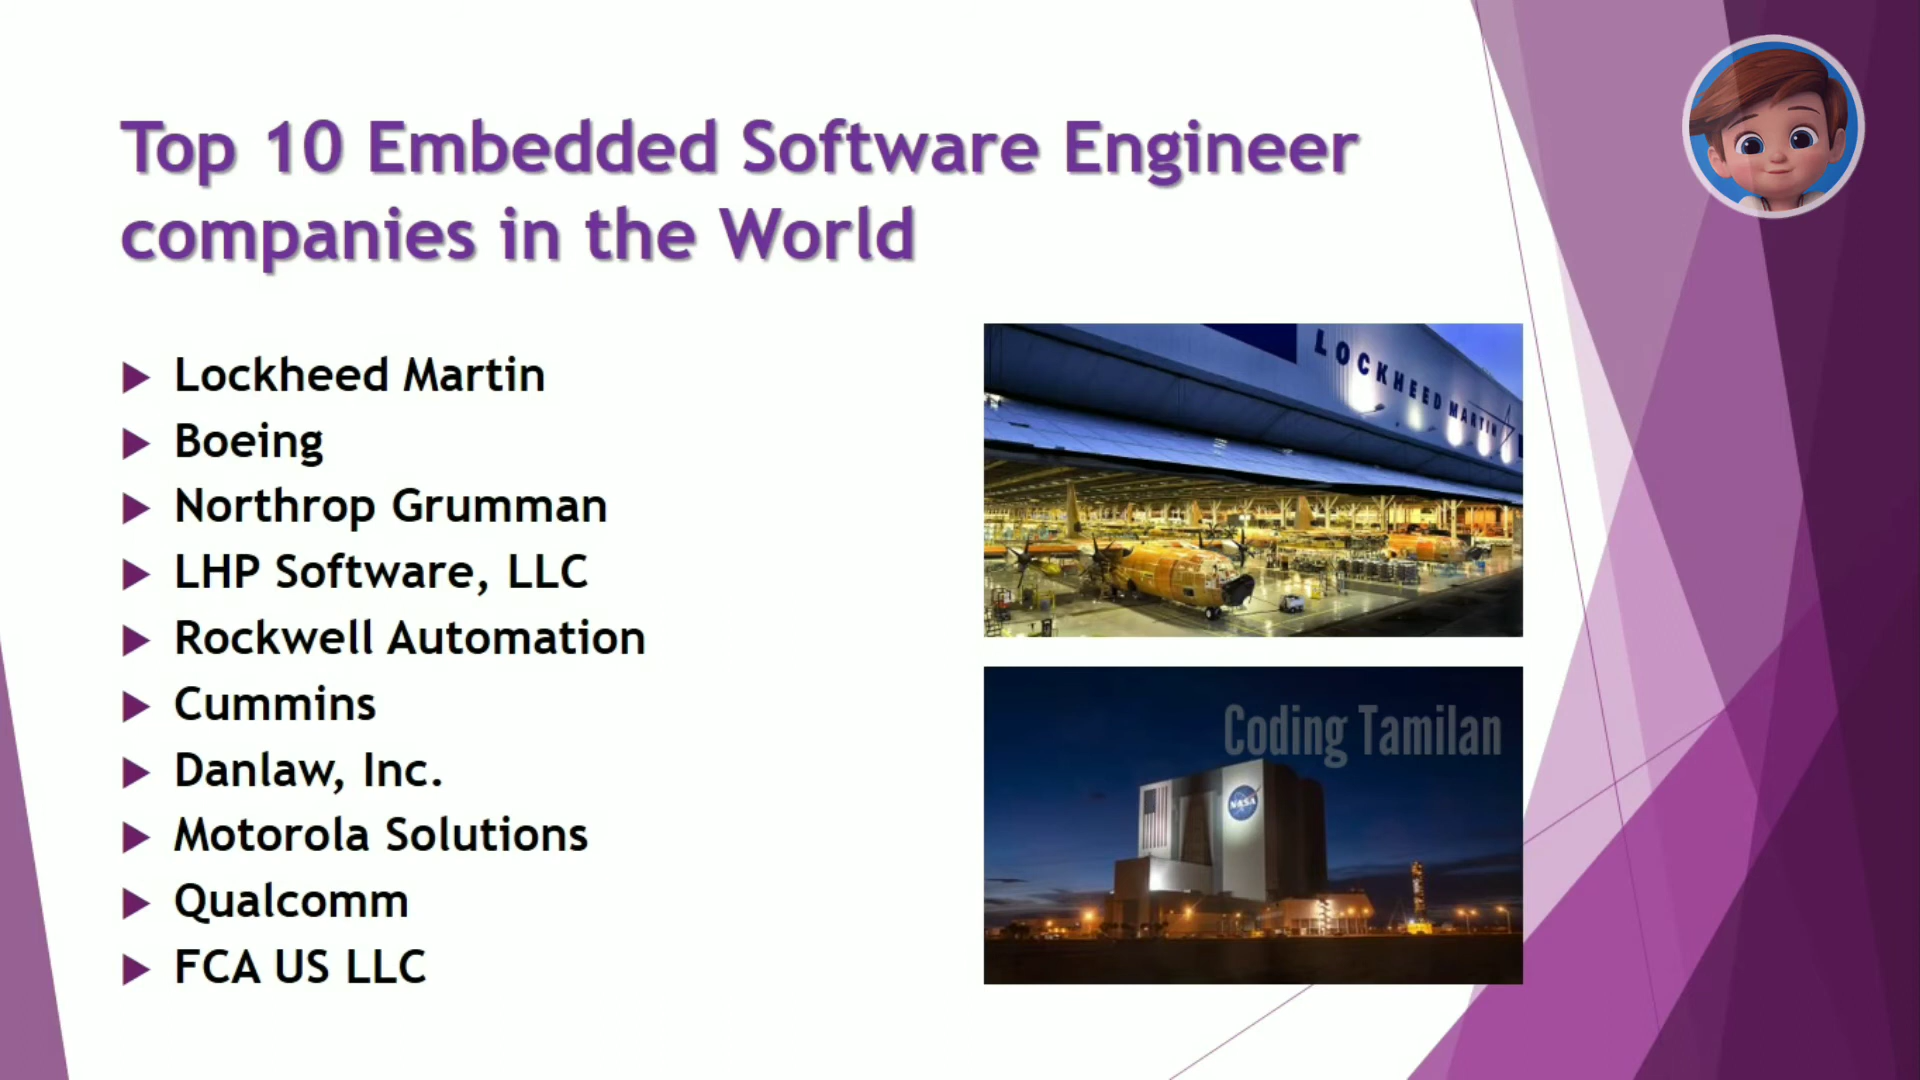 Top 10 Embedded Software Engineer
companies in the World
Lockheed Martin
Boeing
Northrop Grumman
LHP Software, LLC
Rockwell Automation
Cummins
Danlaw, Inc.
Motorola Solutions
Qualcomm
FCA US LLC
LOCKHEED MARTIN
Coding Tamilan
NASA